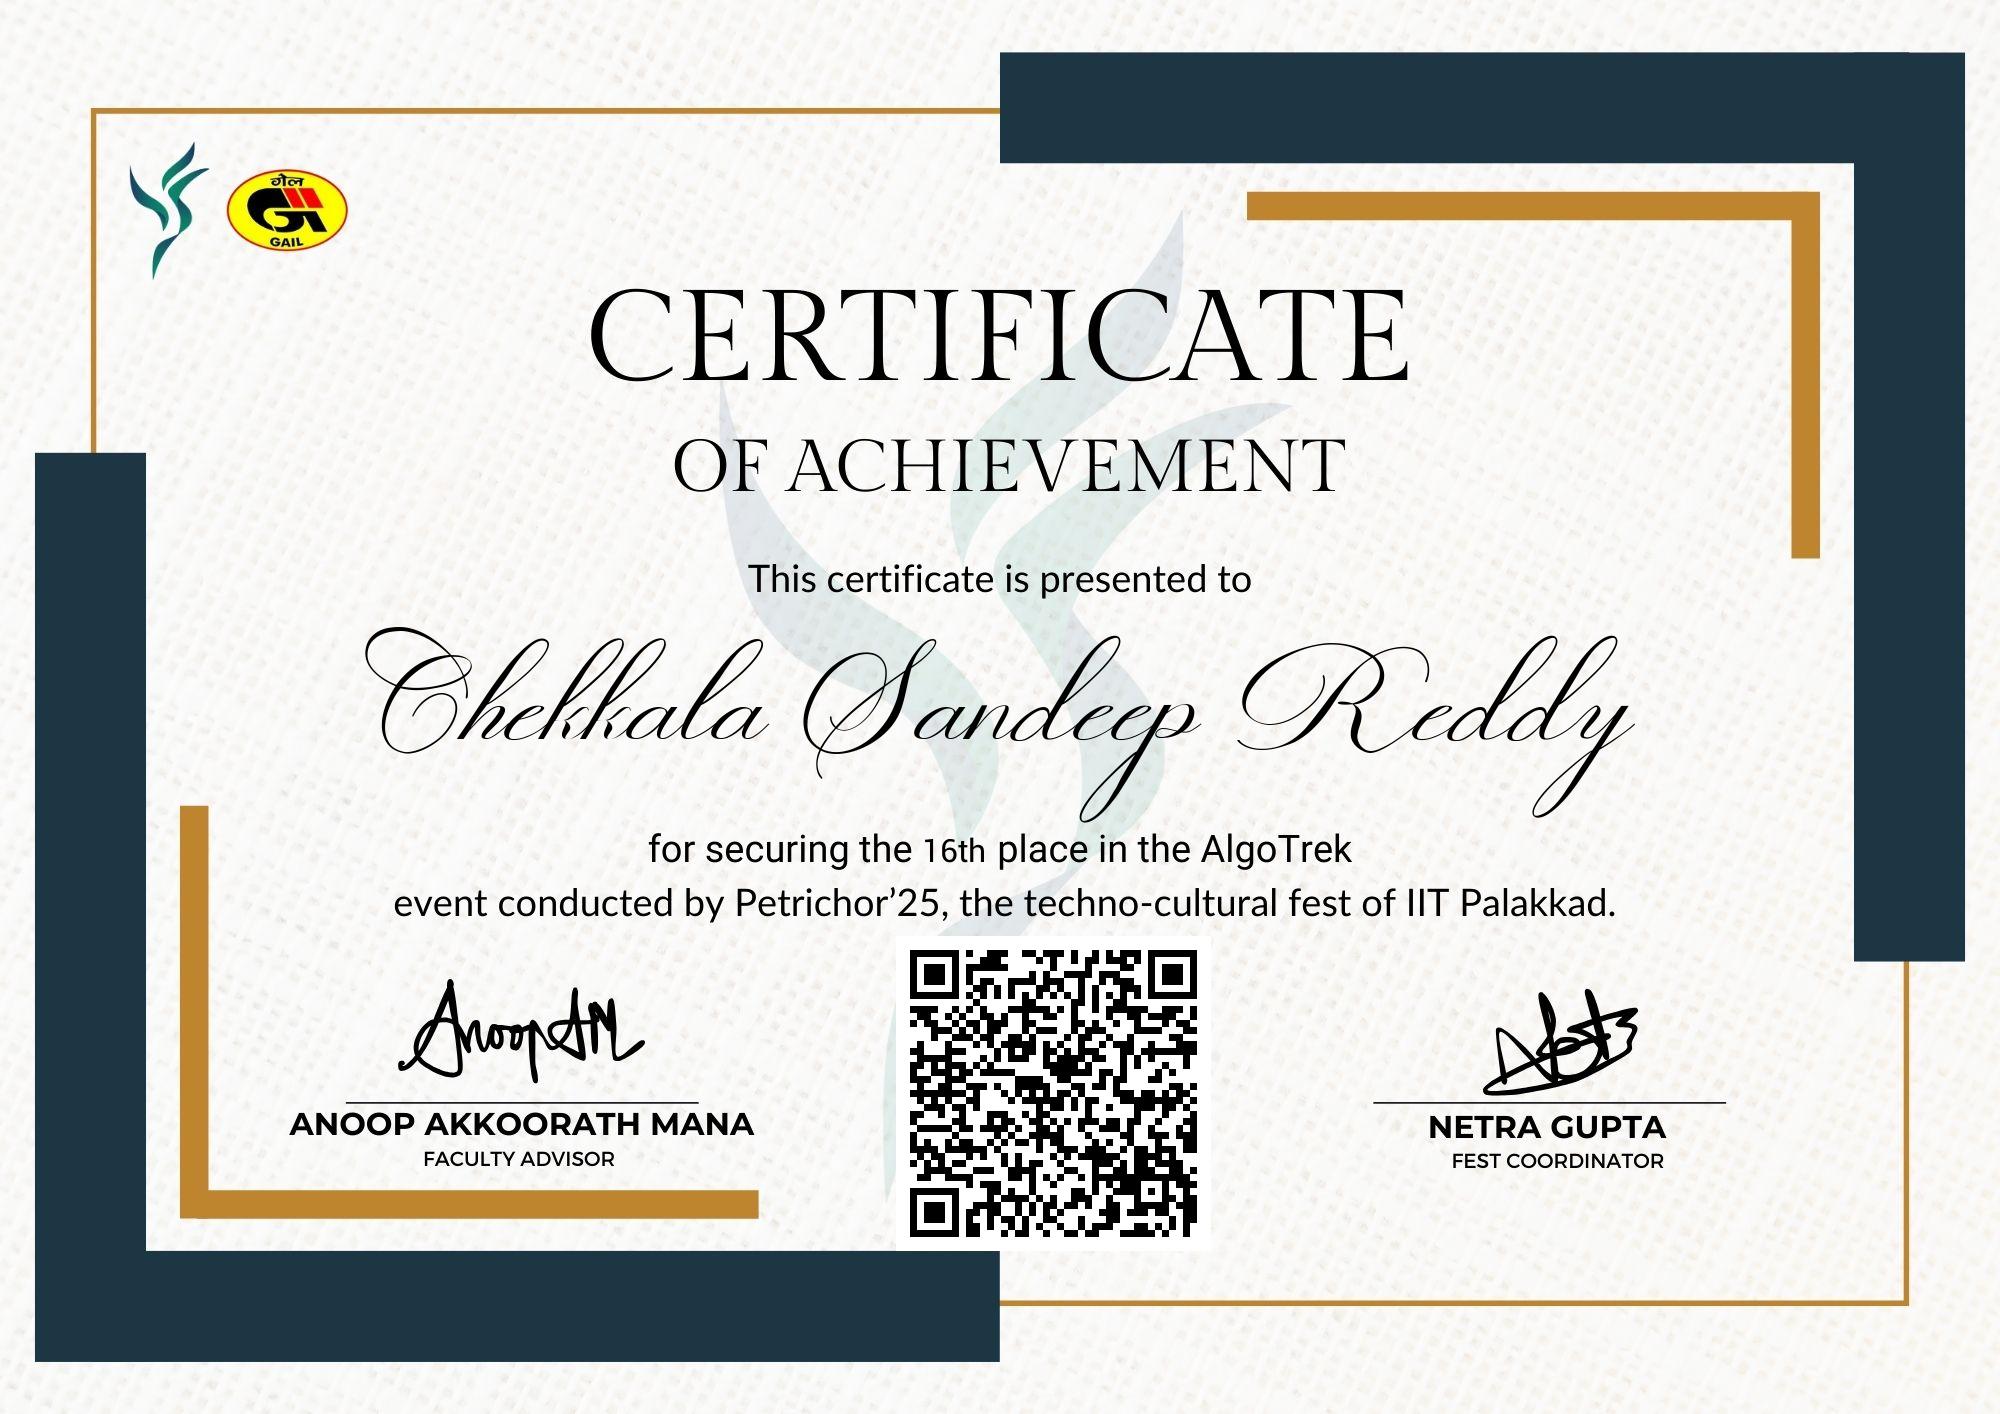 गेल
GAIL
CERTIFICATE
OF ACHIEVEMENT
This certificate is presented to
Chekkala Sandeep Reddy
for securing the 16th place in the AlgoTrek
event conducted by Petrichor’25, the techno-cultural fest of IIT Palakkad.
Anoop AM
ANOOP AKKOORATH MANA
FACULTY ADVISOR
NETRA GUPTA
FEST COORDINATOR